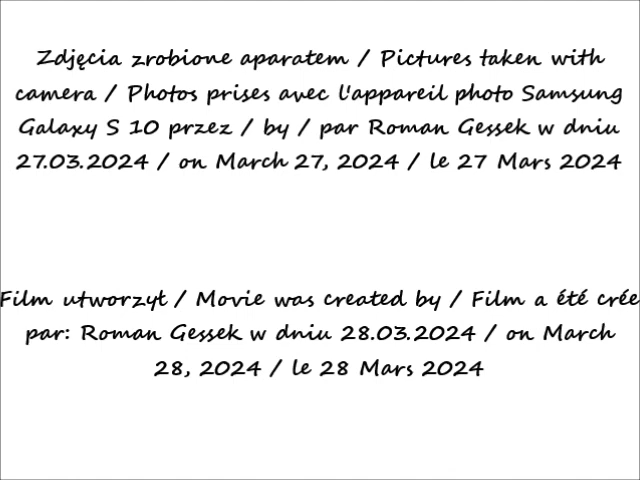 Zdjęcia zrobione aparatem / Pictures taken with
camera / Photos prises avec l'appareil photo Samsung
Galaxy S 10 przez / by / par Roman Gessek w dniu
27.03.2024 / on March 27, 2024 / le 27 Mars 2024
Film utworzył / Movie was created by / Film a été crée
par: Roman Gessek w dniu 28.03.2024 / on March
28, 2024 / le 28 Mars 2024